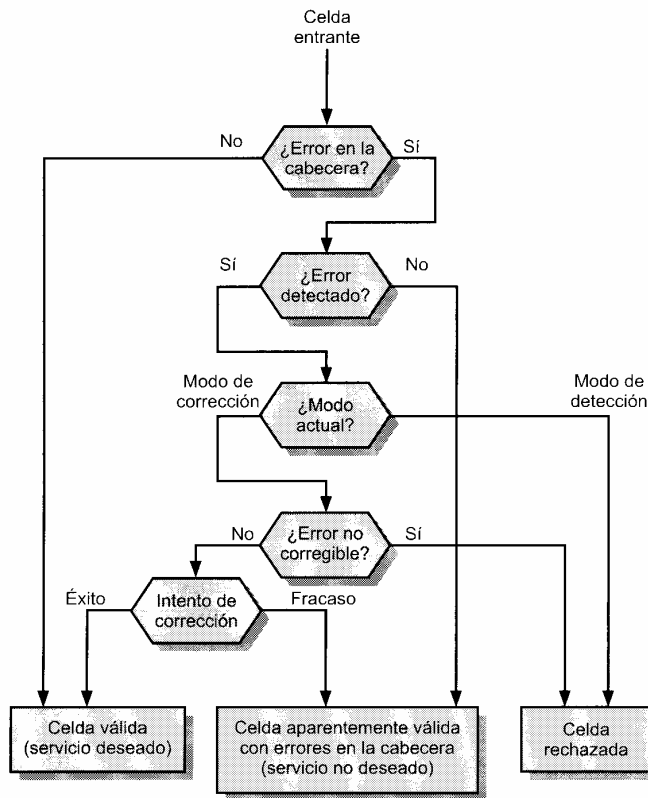 Celda
entrante
No
¿Error en la
cabecera?
Sí
Sí
¿Error
detectado?
No
Modo de
corrección
¿Modo
actual?
Modo de
detección
No
¿Error no
corregible?
Sí
Éxito
Intento de
corrección
Fracaso
Celda válida
(servicio deseado)
Celda aparentemente válida
con errores en la cabecera
(servicio no deseado)
Celda
rechazada